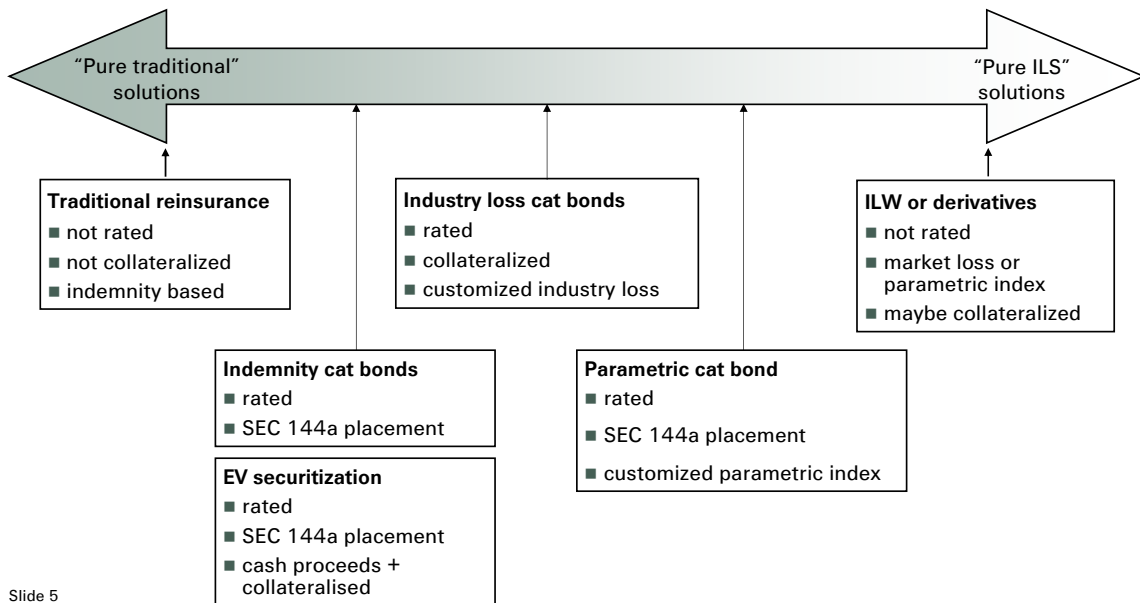 “Pure traditional”
solutions
“Pure ILS”
solutions
Traditional reinsurance
■ not rated
■ not collateralized
■ indemnity based
Industry loss cat bonds
■ rated
■ collateralized
■ customized industry loss
ILW or derivatives
■ not rated
■ market loss or
parametric index
■ maybe collateralized
Indemnity cat bonds
■ rated
■ SEC 144a placement
EV securitization
■ rated
■ SEC 144a placement
■ cash proceeds +
collateralised
Parametric cat bond
■ rated
■ SEC 144a placement
■ customized parametric index
Slide 5